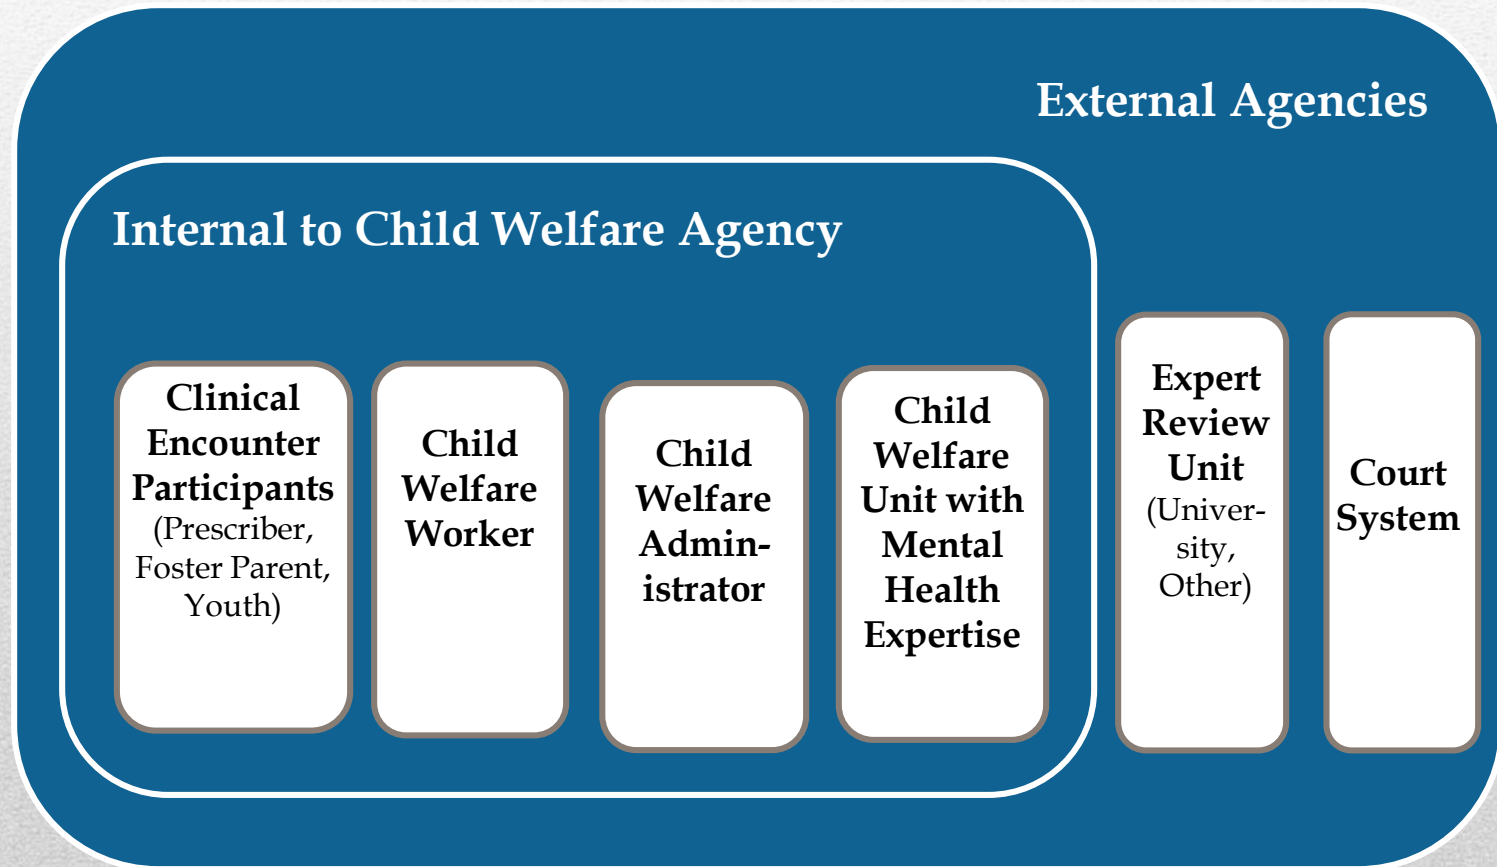 External Agencies
Internal to Child Welfare Agency
Clinical
Encounter
Participants
(Prescriber,
Foster Parent,
Youth)
Child
Welfare
Worker
Child
Welfare
Admin-
istrator
Child
Welfare
Unit with
Mental
Health
Expertise
Expert
Review
Unit
(Univer-
sity,
Other)
Court
System